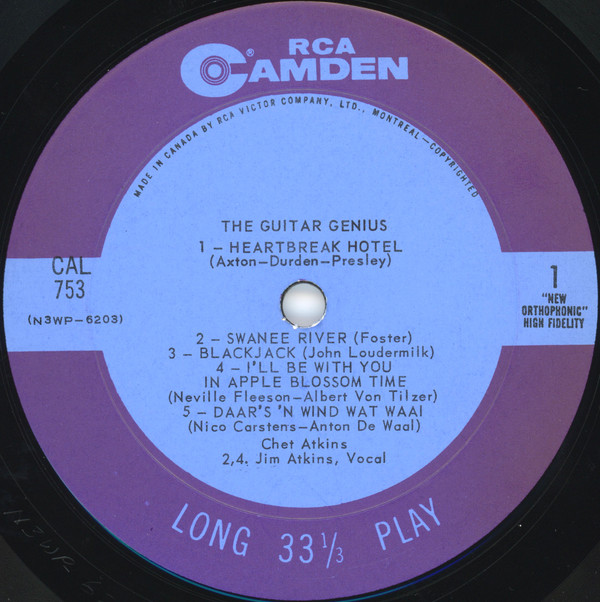 RCA
CAMDEN®
MADE IN CANADA BY RCA VICTOR COMPANY, LTD., MONTREAL—COPYRIGHTED
THE GUITAR GENIUS
1 — HEARTBREAK HOTEL
(Axton—Durden—Presley)
CAL
753
(N3WP—6203)
1
"NEW
ORTHOPHONIC"
HIGH FIDELITY
2 — SWANEE RIVER (Foster)
3 — BLACKJACK (John Loudermilk)
4 — I'LL BE WITH YOU
IN APPLE BLOSSOM TIME
(Neville Fleeson—Albert Von Tilzer)
5 — DAAR'S 'N WIND WAT WAAI
(Nico Carstens—Anton De Waal)
Chet Atkins
2,4. Jim Atkins, Vocal
LONG 33 1/3 PLAY